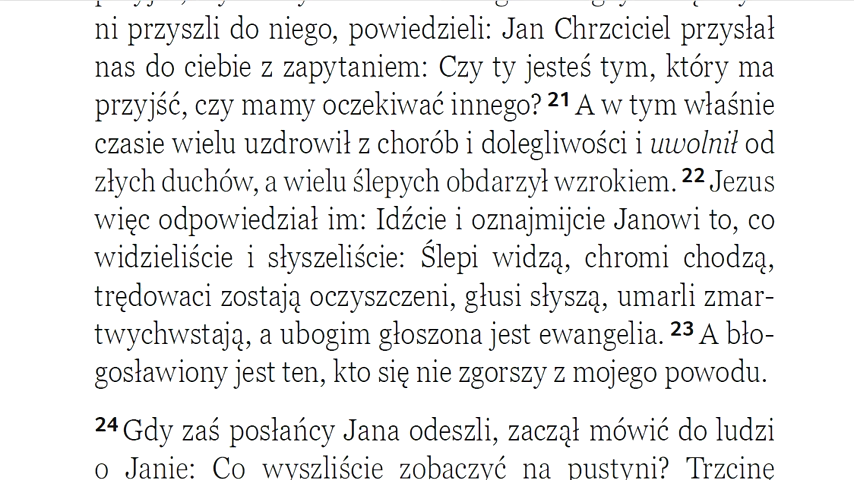 ni przyszli do niego, powiedzieli: Jan Chrzciciel przysłał
nas do ciebie z zapytaniem: Czy ty jesteś tym, który ma
przyjść, czy mamy oczekiwać innego? 21 A w tym właśnie
czasie wielu uzdrowił z chorób i dolegliwości i uwolnił od
złych duchów, a wielu ślepych obdarzył wzrokiem. 22 Jezus
więc odpowiedział im: Idźcie i oznajmijcie Janowi to, co
widzieliście i słyszeliście: Ślepi widzą, chromi chodzą,
trędowaci zostają oczyszczeni, głusi słyszą, umarli zmar-
twychwstają, a ubogim głoszona jest ewangelia. 23 A bło-
gosławiony jest ten, kto się nie zgorszy z mojego powodu.
24 Gdy zaś posłańcy Jana odeszli, zaczął mówić do ludzi
o Janie: Co wyszliście zobaczyć na pustyni? Trzcinę